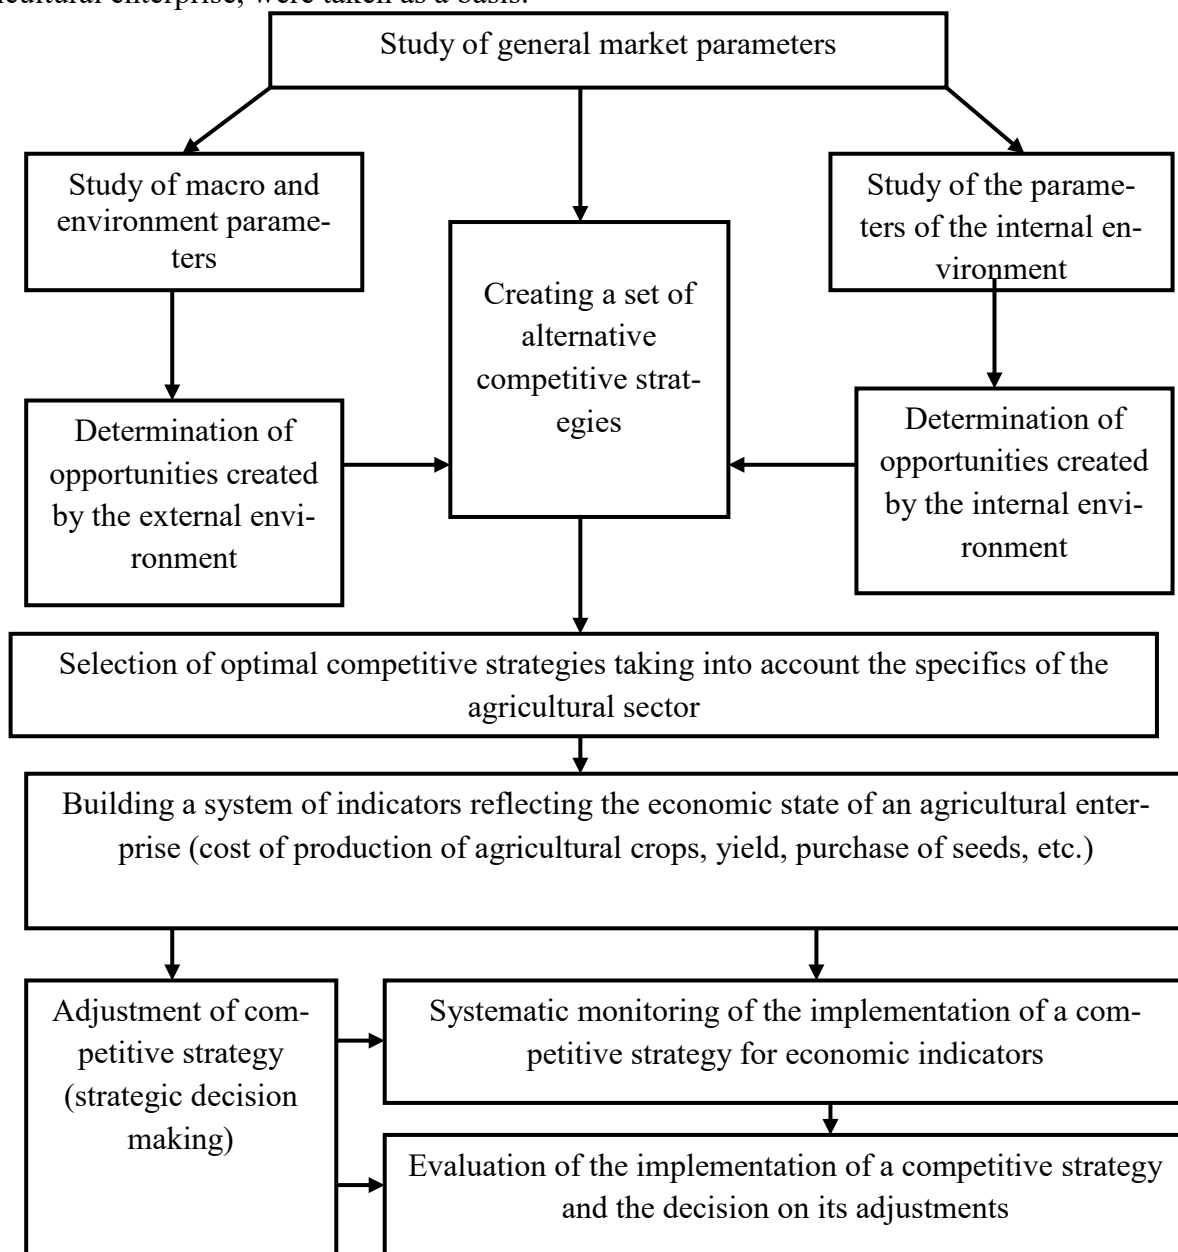 icultural enterprise, were taken as a basis.
Study of general market parameters
Study of macro and
environment parame-
ters
Study of the parame-
ters of the internal en-
vironment
Creating a set of
alternative
competitive strat-
egies
Determination of
opportunities created
by the external envi-
ronment
Determination of
opportunities created
by the internal envi-
ronment
Selection of optimal competitive strategies taking into account the specifics of the
agricultural sector
Building a system of indicators reflecting the economic state of an agricultural enter-
prise (cost of production of agricultural crops, yield, purchase of seeds, etc.)
Adjustment of com-
petitive strategy
(strategic decision
making)
Systematic monitoring of the implementation of a com-
petitive strategy for economic indicators
Evaluation of the implementation of a competitive strategy
and the decision on its adjustments